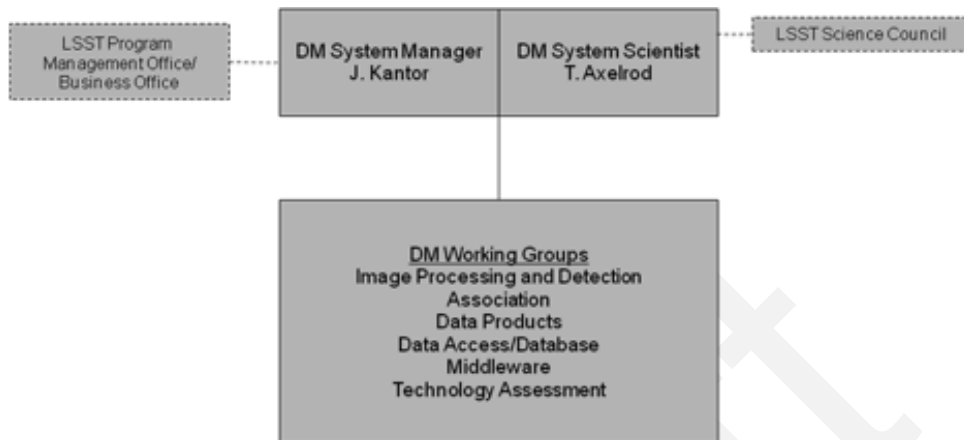 LSST Program
Management Office/
Business Office
DM System Manager
J. Kantor
DM System Scientist
T. Axelrod
LSST Science Council
DM Working Groups
Image Processing and Detection
Association
Data Products
Data Access/Database
Middleware
Technology Assessment